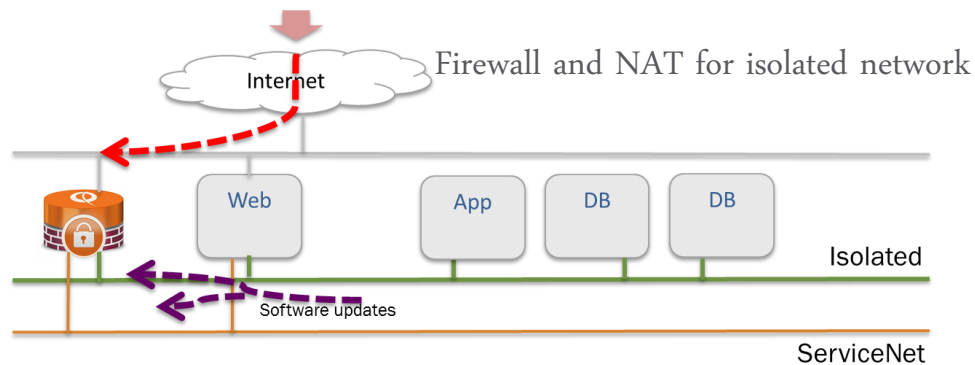 Firewall and NAT for isolated network
Internet
Web
App
DB
DB
Isolated
Software updates
ServiceNet